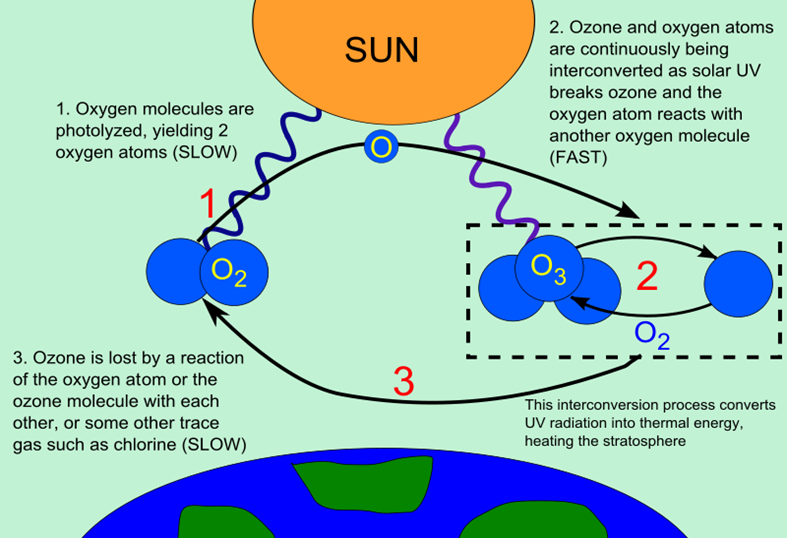 SUN
1. Oxygen molecules are
photolyzed, yielding 2
oxygen atoms (SLOW)
2. Ozone and oxygen atoms
are continuously being
interconverted as solar UV
breaks ozone and the
oxygen atom reacts with
another oxygen molecule
(FAST)
O
1
O2
O3
2
O2
3. Ozone is lost by a reaction
of the oxygen atom or the
ozone molecule with each
other, or some other trace
gas such as chlorine (SLOW)
3
This interconversion process converts
UV radiation into thermal energy,
heating the stratosphere